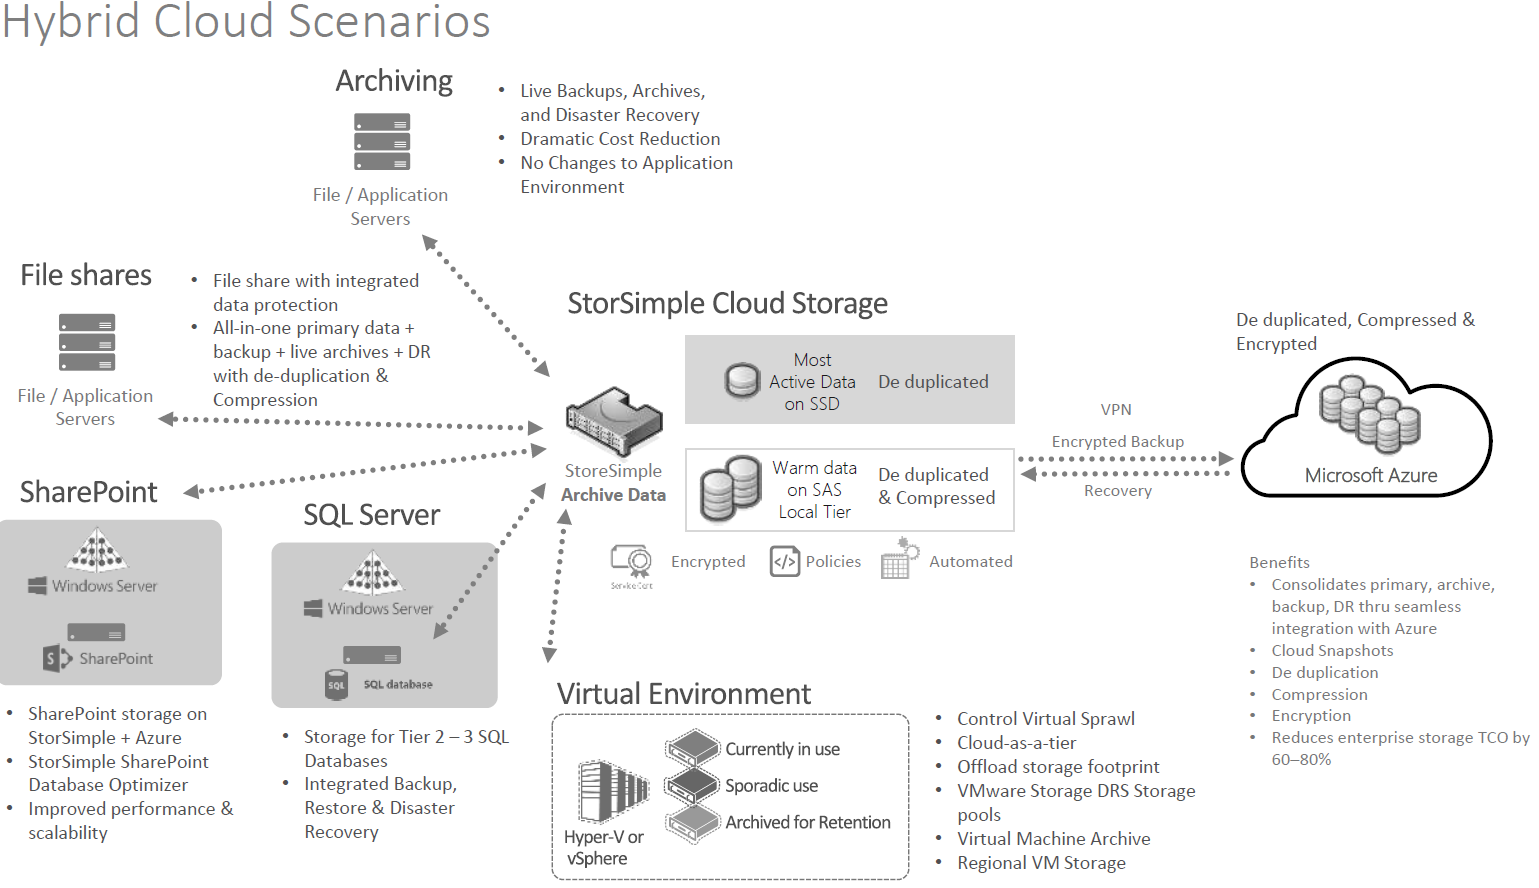 Hybrid Cloud Scenarios
Archiving
File / Application
Servers
• Live Backups, Archives,
and Disaster Recovery
• Dramatic Cost Reduction
• No Changes to Application
Environment
File shares
File / Application
Servers
• File share with integrated
data protection
• All-in-one primary data +
backup + live archives + DR
with de-duplication &
Compression
StorSimple Cloud Storage
Most
Active Data
on SSD
De duplicated
StoreSimple
Archive Data
Warm data
on SAS
Local Tier
De duplicated
& Compressed
Service Cert
Encrypted
Policies
Automated
VPN
Encrypted Backup
Recovery
De duplicated, Compressed &
Encrypted
Microsoft Azure
Benefits
• Consolidates primary, archive,
backup, DR thru seamless
integration with Azure
• Cloud Snapshots
• De duplication
• Compression
• Encryption
• Reduces enterprise storage TCO by
60–80%
SharePoint
Windows Server
SharePoint
• SharePoint storage on
StorSimple + Azure
• StorSimple SharePoint
Database Optimizer
• Improved performance &
scalability
SQL Server
Windows Server
SQL
SQL database
• Storage for Tier 2 – 3 SQL
Databases
• Integrated Backup,
Restore & Disaster
Recovery
Virtual Environment
Hyper-V or
vSphere
Currently in use
Sporadic use
Archived for Retention
• Control Virtual Sprawl
• Cloud-as-a-tier
• Offload storage footprint
• VMware Storage DRS Storage
pools
• Virtual Machine Archive
• Regional VM Storage